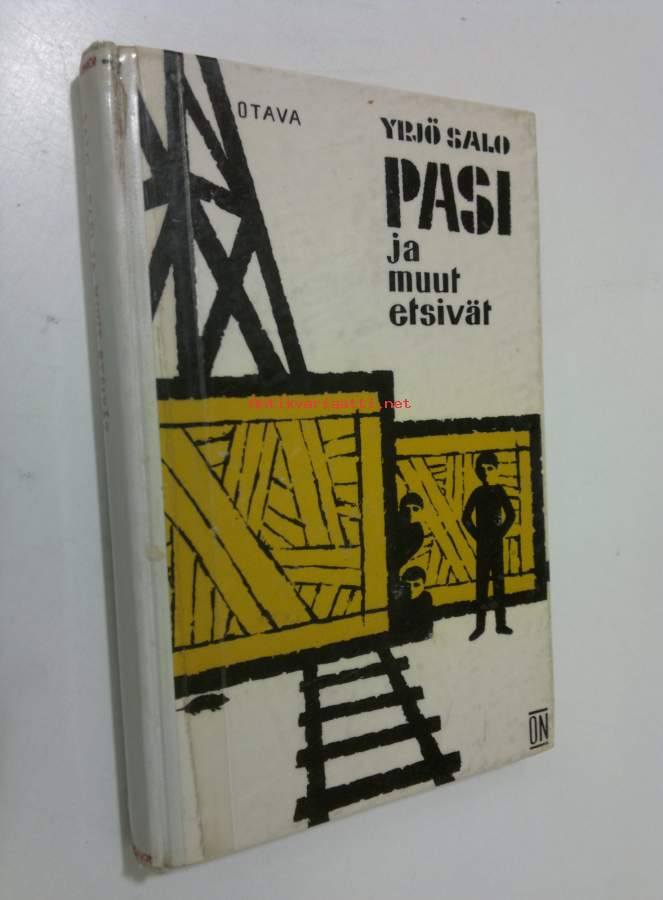 OTAVA
YRJÖ SALO
PASI
ja
muut
etsivät
Antikvariaatti.net
ON